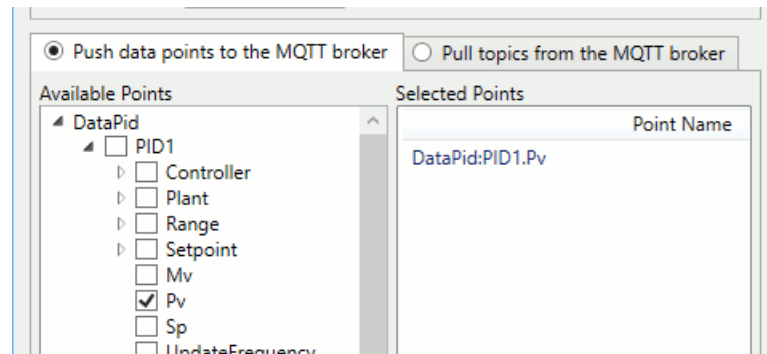 Push data points to the MQTT broker
Pull topics from the MQTT broker
Available Points
Selected Points
DataPid
PID1
Controller
Plant
Range
Setpoint
Mv
Pv
Sp
UpdateFrequency
Point Name
DataPid:PID1.Pv